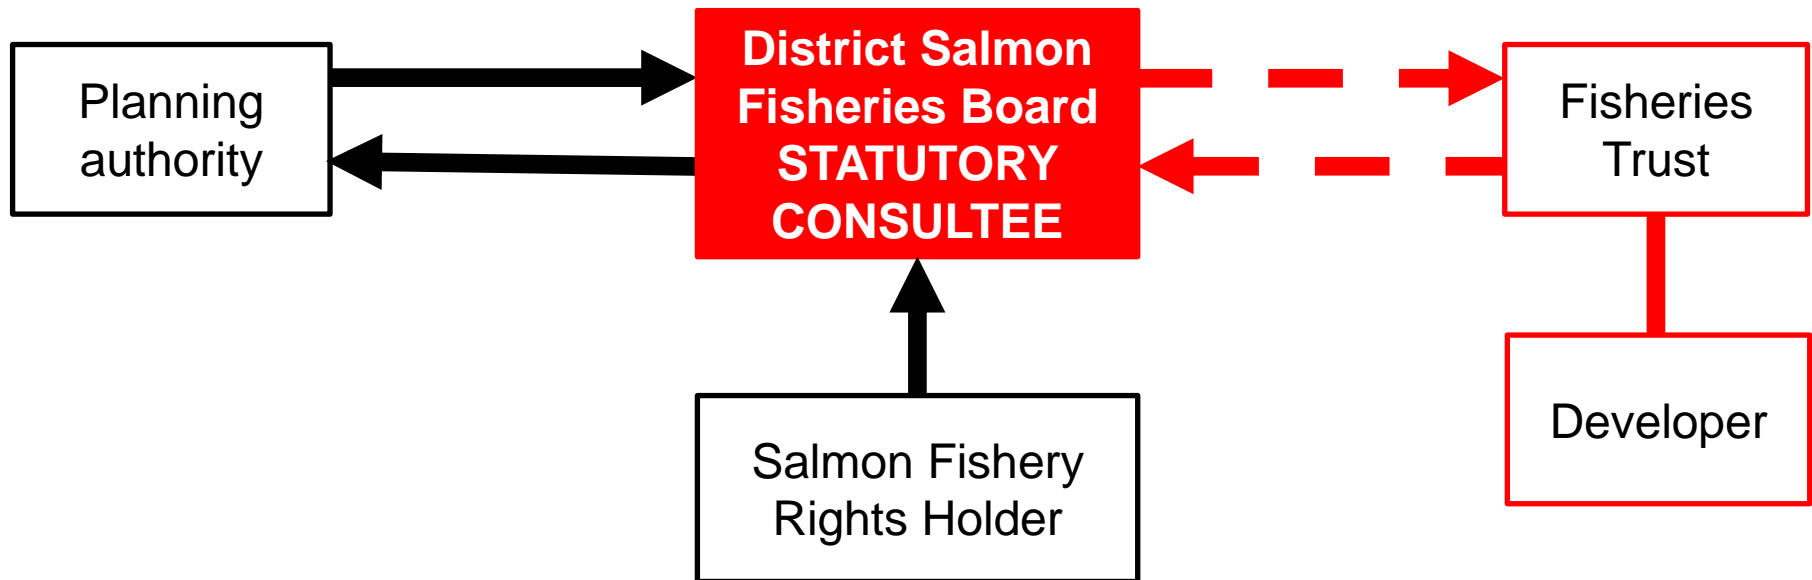 Planning
authority
District Salmon
Fisheries Board
STATUTORY
CONSULTEE
Fisheries
Trust
Salmon Fishery
Rights Holder
Developer